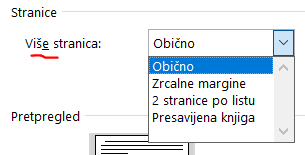 Stranice
Više stranica: Obično
Obično
Zrcalne margine
2 stranice po listu
Presavijena knjiga
Pretpregled